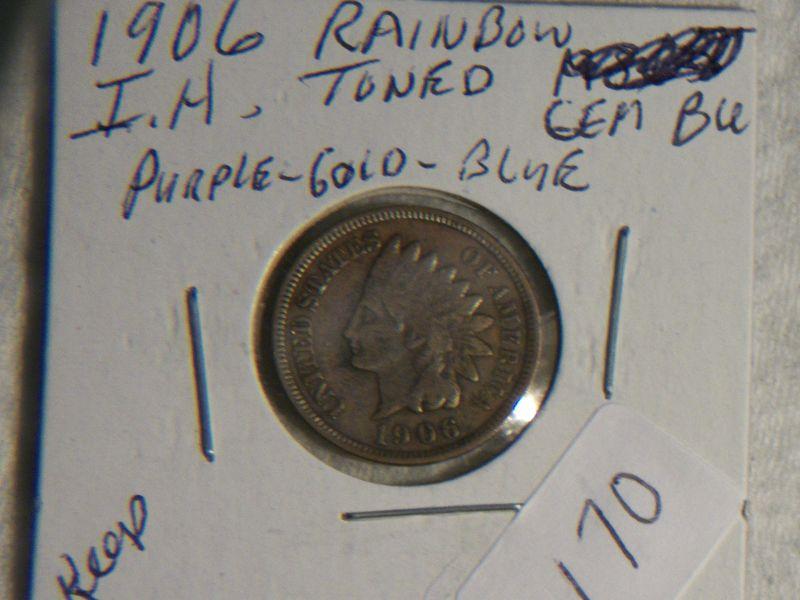 1906 RAINBOW
I.H. TONED
GEM BU
PURPLE-GOLD-BLUE
UNITED STATES OF AMERICA
1906
Keep
170